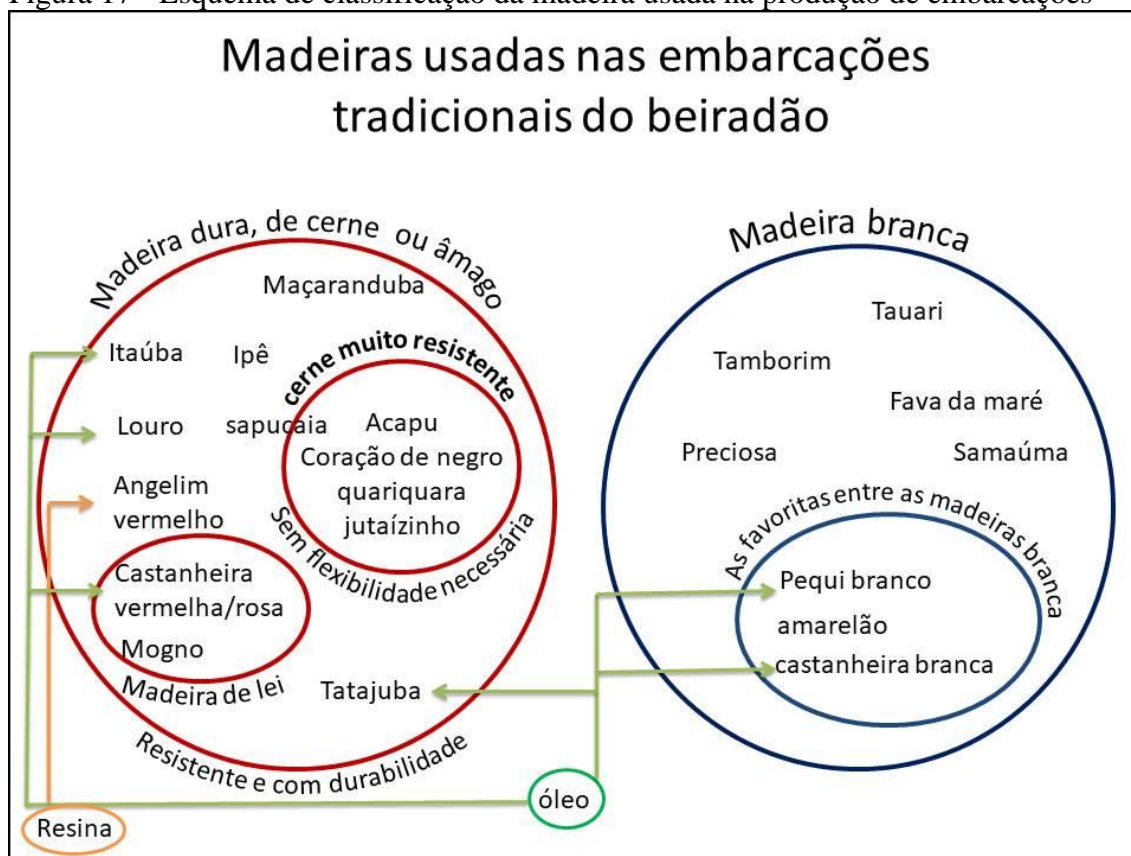 Figura 17 - Esquema de classificação da madeira usada na produção de embarcações
Madeiras usadas nas embarcações
tradicionais do beiradão
Madeira dura, de cerne ou âmago
Maçaranduba
Itaúba
Ipê
Louro
sapucaia
Angelim
vermelho
cerne muito resistente
Acapu
Coração de negro
quariquara
jutaízinho
Sem flexibilidade necessária
Castanheira
vermelha/rosa
Mogno
Madeira de lei
Tatajuba
Resistente e com durabilidade
Madeira branca
Tauari
Tamborim
Fava da maré
Preciosa
Samaúma
As favoritas entre as madeiras branca
Pequi branco
amarelão
castanheira branca
óleo
Resina